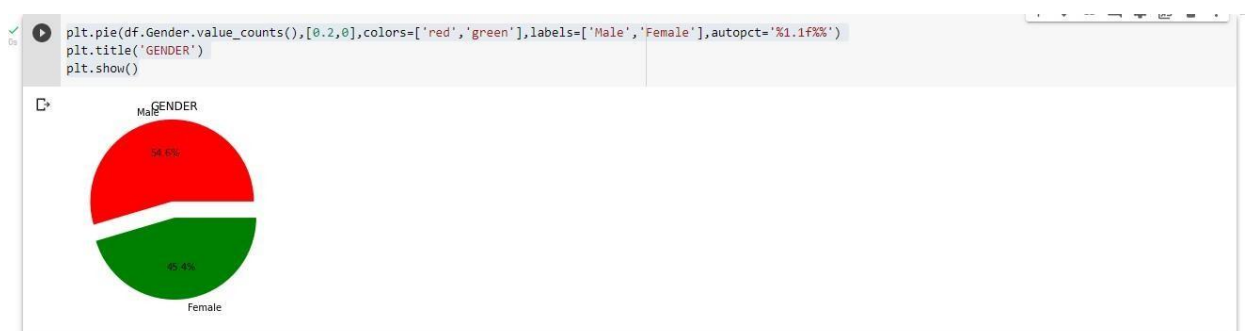 plt.pie(df.Gender.value_counts(),[0.2,0],colors=['red','green'],labels=['Male','Female'],autopct='%1.1f%%')
0s
plt.title('GENDER')
plt.show()
GENDER
Male
54.6%
45.4%
Female